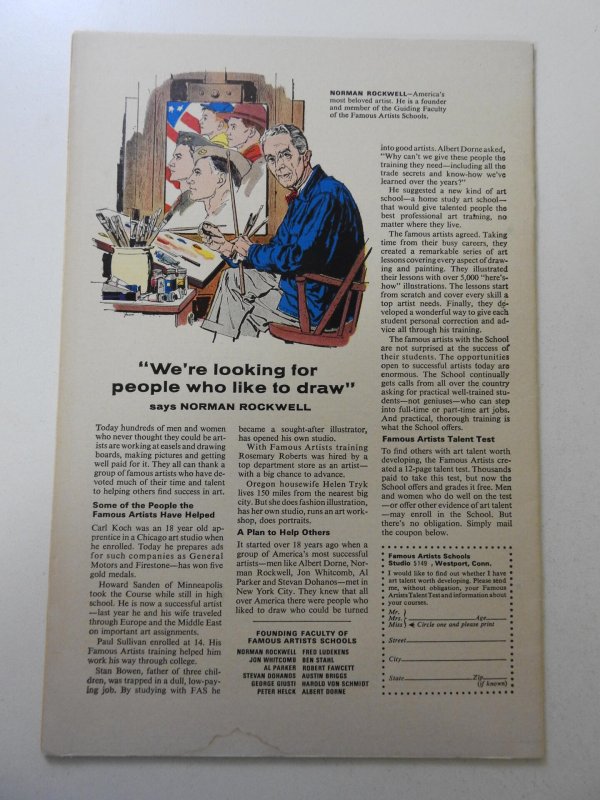 NORMAN ROCKWELL—America's
most beloved artist. He is a founder
and member of the Guiding Faculty
of the Famous Artists Schools.
"We're looking for
people who like to draw"
says NORMAN ROCKWELL
Today hundreds of men and women
who never thought they could be art-
ists are working at easels and drawing
boards, making pictures and getting
well paid for it. They all can thank a
group of famous artists who have de-
voted much of their time and talent
to helping others find success in art.
Some of the People the
Famous Artists Have Helped
Carl Koch was an 18 year old ap-
prentice in a Chicago art studio when
he enrolled. Today he prepares ads
for such companies as General
Motors and Firestone—has won five
gold medals.
Howard Sanden of Minneapolis
took the Course while still in high
school. He is now a successful artist
—last year he and his wife traveled
through Europe and the Middle East
on important art assignments.
Paul Sullivan enrolled at 14. His
Famous Artists training helped him
work his way through college.
Stan Bowen, father of three chil-
dren, was trapped in a dull, low-pay-
ing job. By studying with FAS he
became a sought-after illustrator,
has opened his own studio.
With Famous Artists training
Rosemary Roberts was hired by a
top department store as an artist—
with a big chance to advance.
Oregon housewife Helen Tryk
lives 150 miles from the nearest big
city. But she does fashion illustration,
has her own studio, runs an art work-
shop, does portraits.
A Plan to Help Others
It started over 18 years ago when a
group of America's most successful
artists—men like Albert Dorne, Nor-
man Rockwell, Jon Whitcomb, Al
Parker and Stevan Dohanos—met in
New York City. They knew that all
over America there were people who
liked to draw who could be turned
FOUNDING FACULTY OF
FAMOUS ARTISTS SCHOOLS
NORMAN ROCKWELL FRED LUDEKENS
JON WHITCOMB BEN STAHL
AL PARKER ROBERT FAWCETT
STEVAN DOHANOS AUSTIN BRIGGS
GEORGE GIUSTI HAROLD VON SCHMIDT
PETER HELCK ALBERT DORNE
into good artists. Albert Dorne asked,
"Why can't we give these people the
training they need—including all the
trade secrets and know-how we've
learned over the years?"
He suggested a new kind of art
school—a home study art school—
that would give talented people the
best professional art training, no
matter where they live.
The famous artists agreed. Taking
time from their busy careers, they
created a remarkable series of art
lessons covering every aspect of draw-
ing and painting. They illustrated
their lessons with over 5,000 "here's-
how" illustrations. The lessons start
from scratch and cover every skill a
top artist needs. Finally, they de-
veloped a wonderful way to give each
student personal correction and ad-
vice all through his training.
The famous artists with the School
are not surprised at the success of
their students. The opportunities
open to successful artists today are
enormous. The School continually
gets calls from all over the country
asking for practical well-trained stu-
dents—not geniuses—who can step
into full-time or part-time art jobs.
And practical, thorough training is
what the School offers.
Famous Artists Talent Test
To find others with art talent worth
developing, the Famous Artists cre-
ated a 12-page talent test. Thousands
paid to take this test, but now the
School offers and grades it free. Men
and women who do well on the test
—or offer other evidence of art talent
—may enroll in the School. But
there's no obligation. Simply mail
the coupon below.
Famous Artists Schools
Studio 5149, Westport, Conn.
I would like to find out whether I have
art talent worth developing. Please send
me, without obligation, your Famous
Artists Talent Test and information about
your courses.
Mr.
Mrs. Age
Miss Circle one and please print
Street
City
State Zip
(if known)